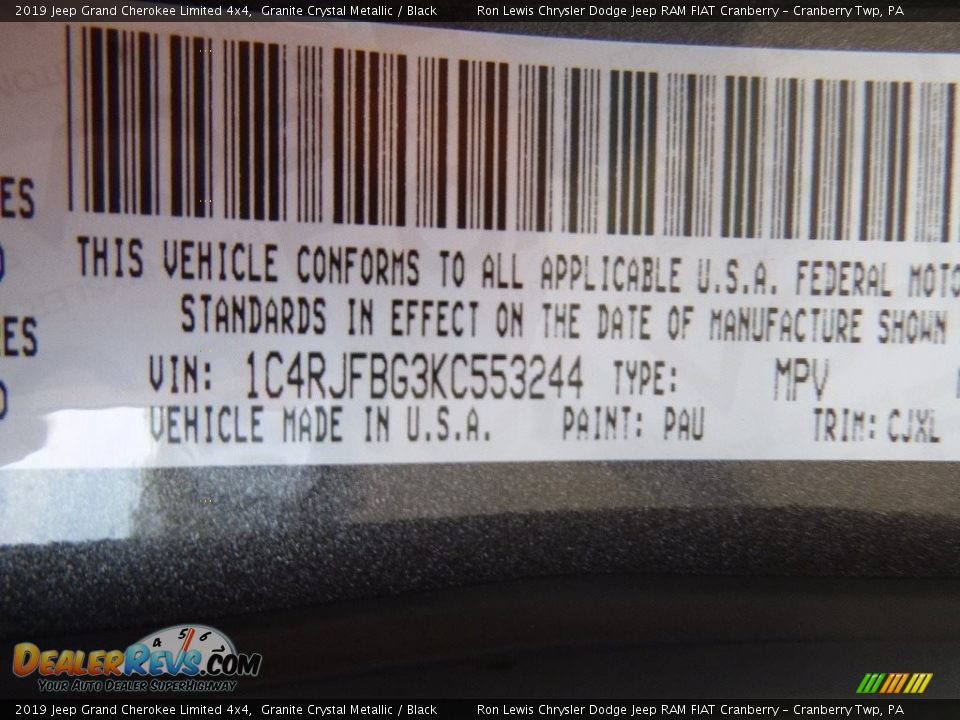 2019 Jeep Grand Cherokee Limited 4x4, Granite Crystal Metallic / Black Ron Lewis Chrysler Dodge Jeep RAM FIAT Cranberry - Cranberry Twp, PA
THIS VEHICLE CONFORMS TO ALL APPLICABLE U.S.A. FEDERAL MOTO
STANDARDS IN EFFECT ON THE DATE OF MANUFACTURE SHOWN
VIN: 1C4RJFBG3KC553244 TYPE: MPV
VEHICLE MADE IN U.S.A. PAINT: PAU TRIM: CJXL
4 5 6
DealerRevs.com
Your Auto Dealer SuperHighway
2019 Jeep Grand Cherokee Limited 4x4, Granite Crystal Metallic / Black Ron Lewis Chrysler Dodge Jeep RAM FIAT Cranberry - Cranberry Twp, PA